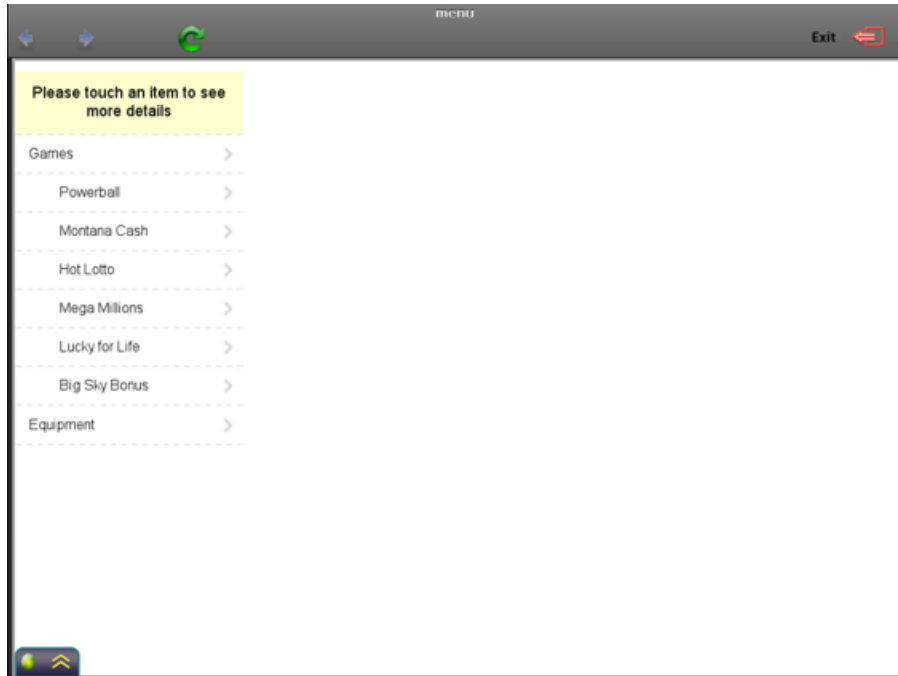 menu
Exit
Please touch an item to see
more details
Games
Powerball
Montana Cash
Hot Lotto
Mega Millions
Lucky for Life
Big Sky Bonus
Equipment